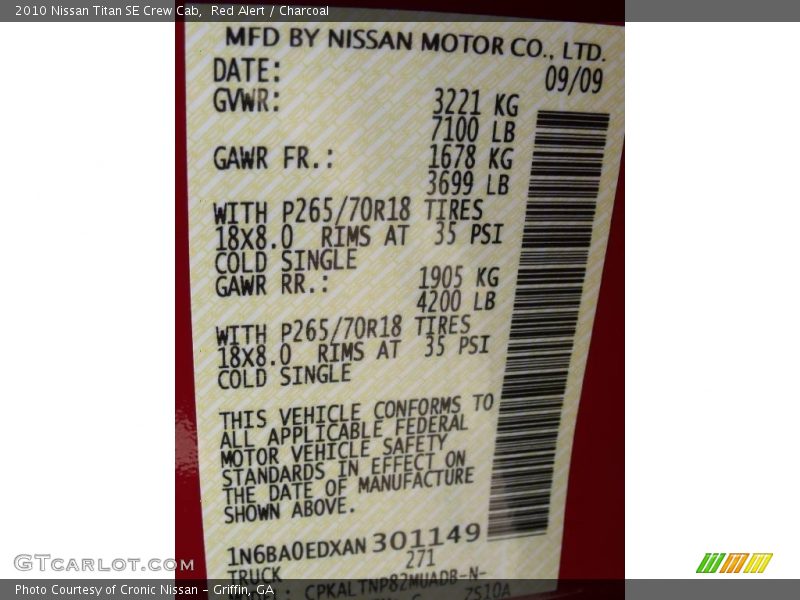 2010 Nissan Titan SE Crew Cab, Red Alert / Charcoal
MFD BY NISSAN MOTOR CO., LTD.
DATE: 09/09
GVWR: 3221 KG
7100 LB
GAWR FR.: 1678 KG
3699 LB
WITH P265/70R18 TIRES
18X8.0 RIMS AT 35 PSI
COLD SINGLE
GAWR RR.: 1905 KG
4200 LB
WITH P265/70R18 TIRES
18X8.0 RIMS AT 35 PSI
COLD SINGLE
THIS VEHICLE CONFORMS TO
ALL APPLICABLE FEDERAL
MOTOR VEHICLE SAFETY
STANDARDS IN EFFECT ON
THE DATE OF MANUFACTURE
SHOWN ABOVE.
1N6BA0EDXAN301149
TRUCK 271
MODEL: CPKALTNP82MUADB-N-
7S10A
GTCARLOT.COM
Photo Courtesy of Cronic Nissan - Griffin, GA